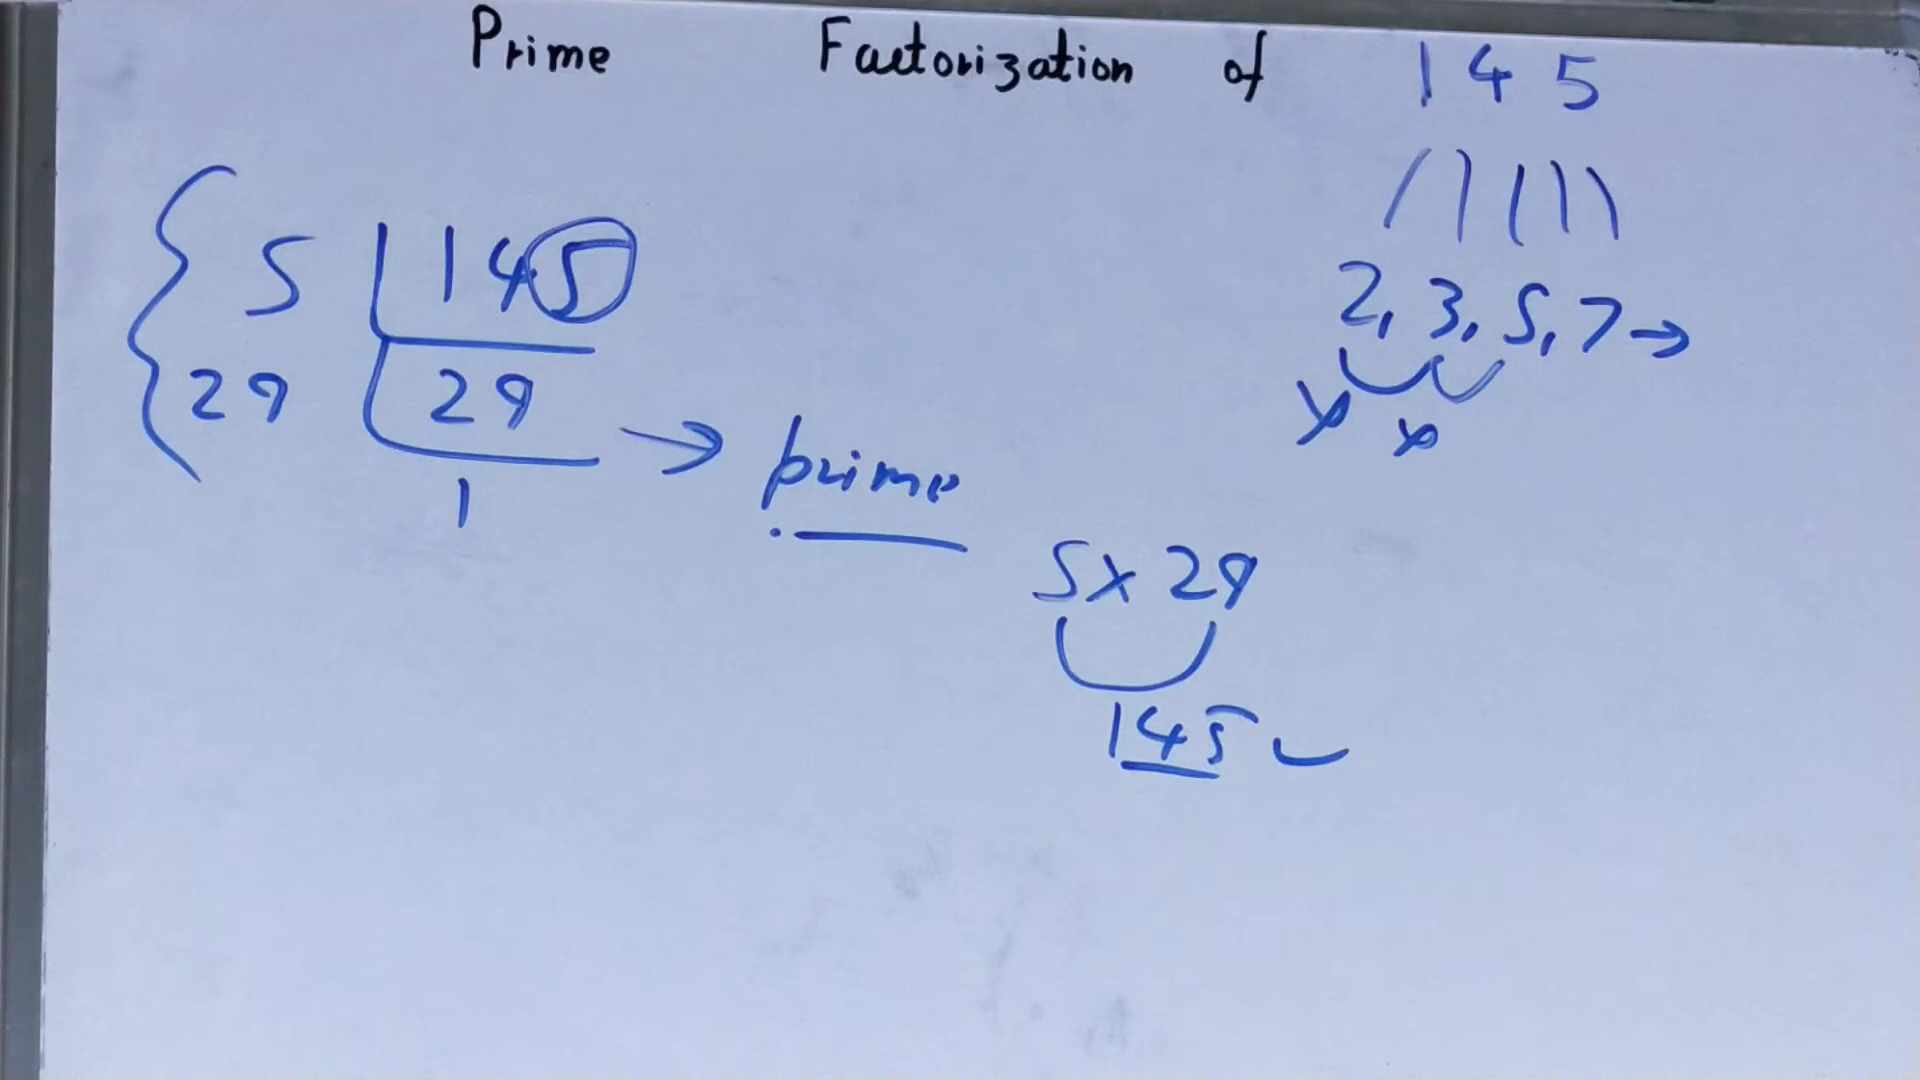 Prime Factorization of 145
5 | 145
2, 3, 5, 7 →
x x
29 | 29
→ prime
1
5 x 29
145